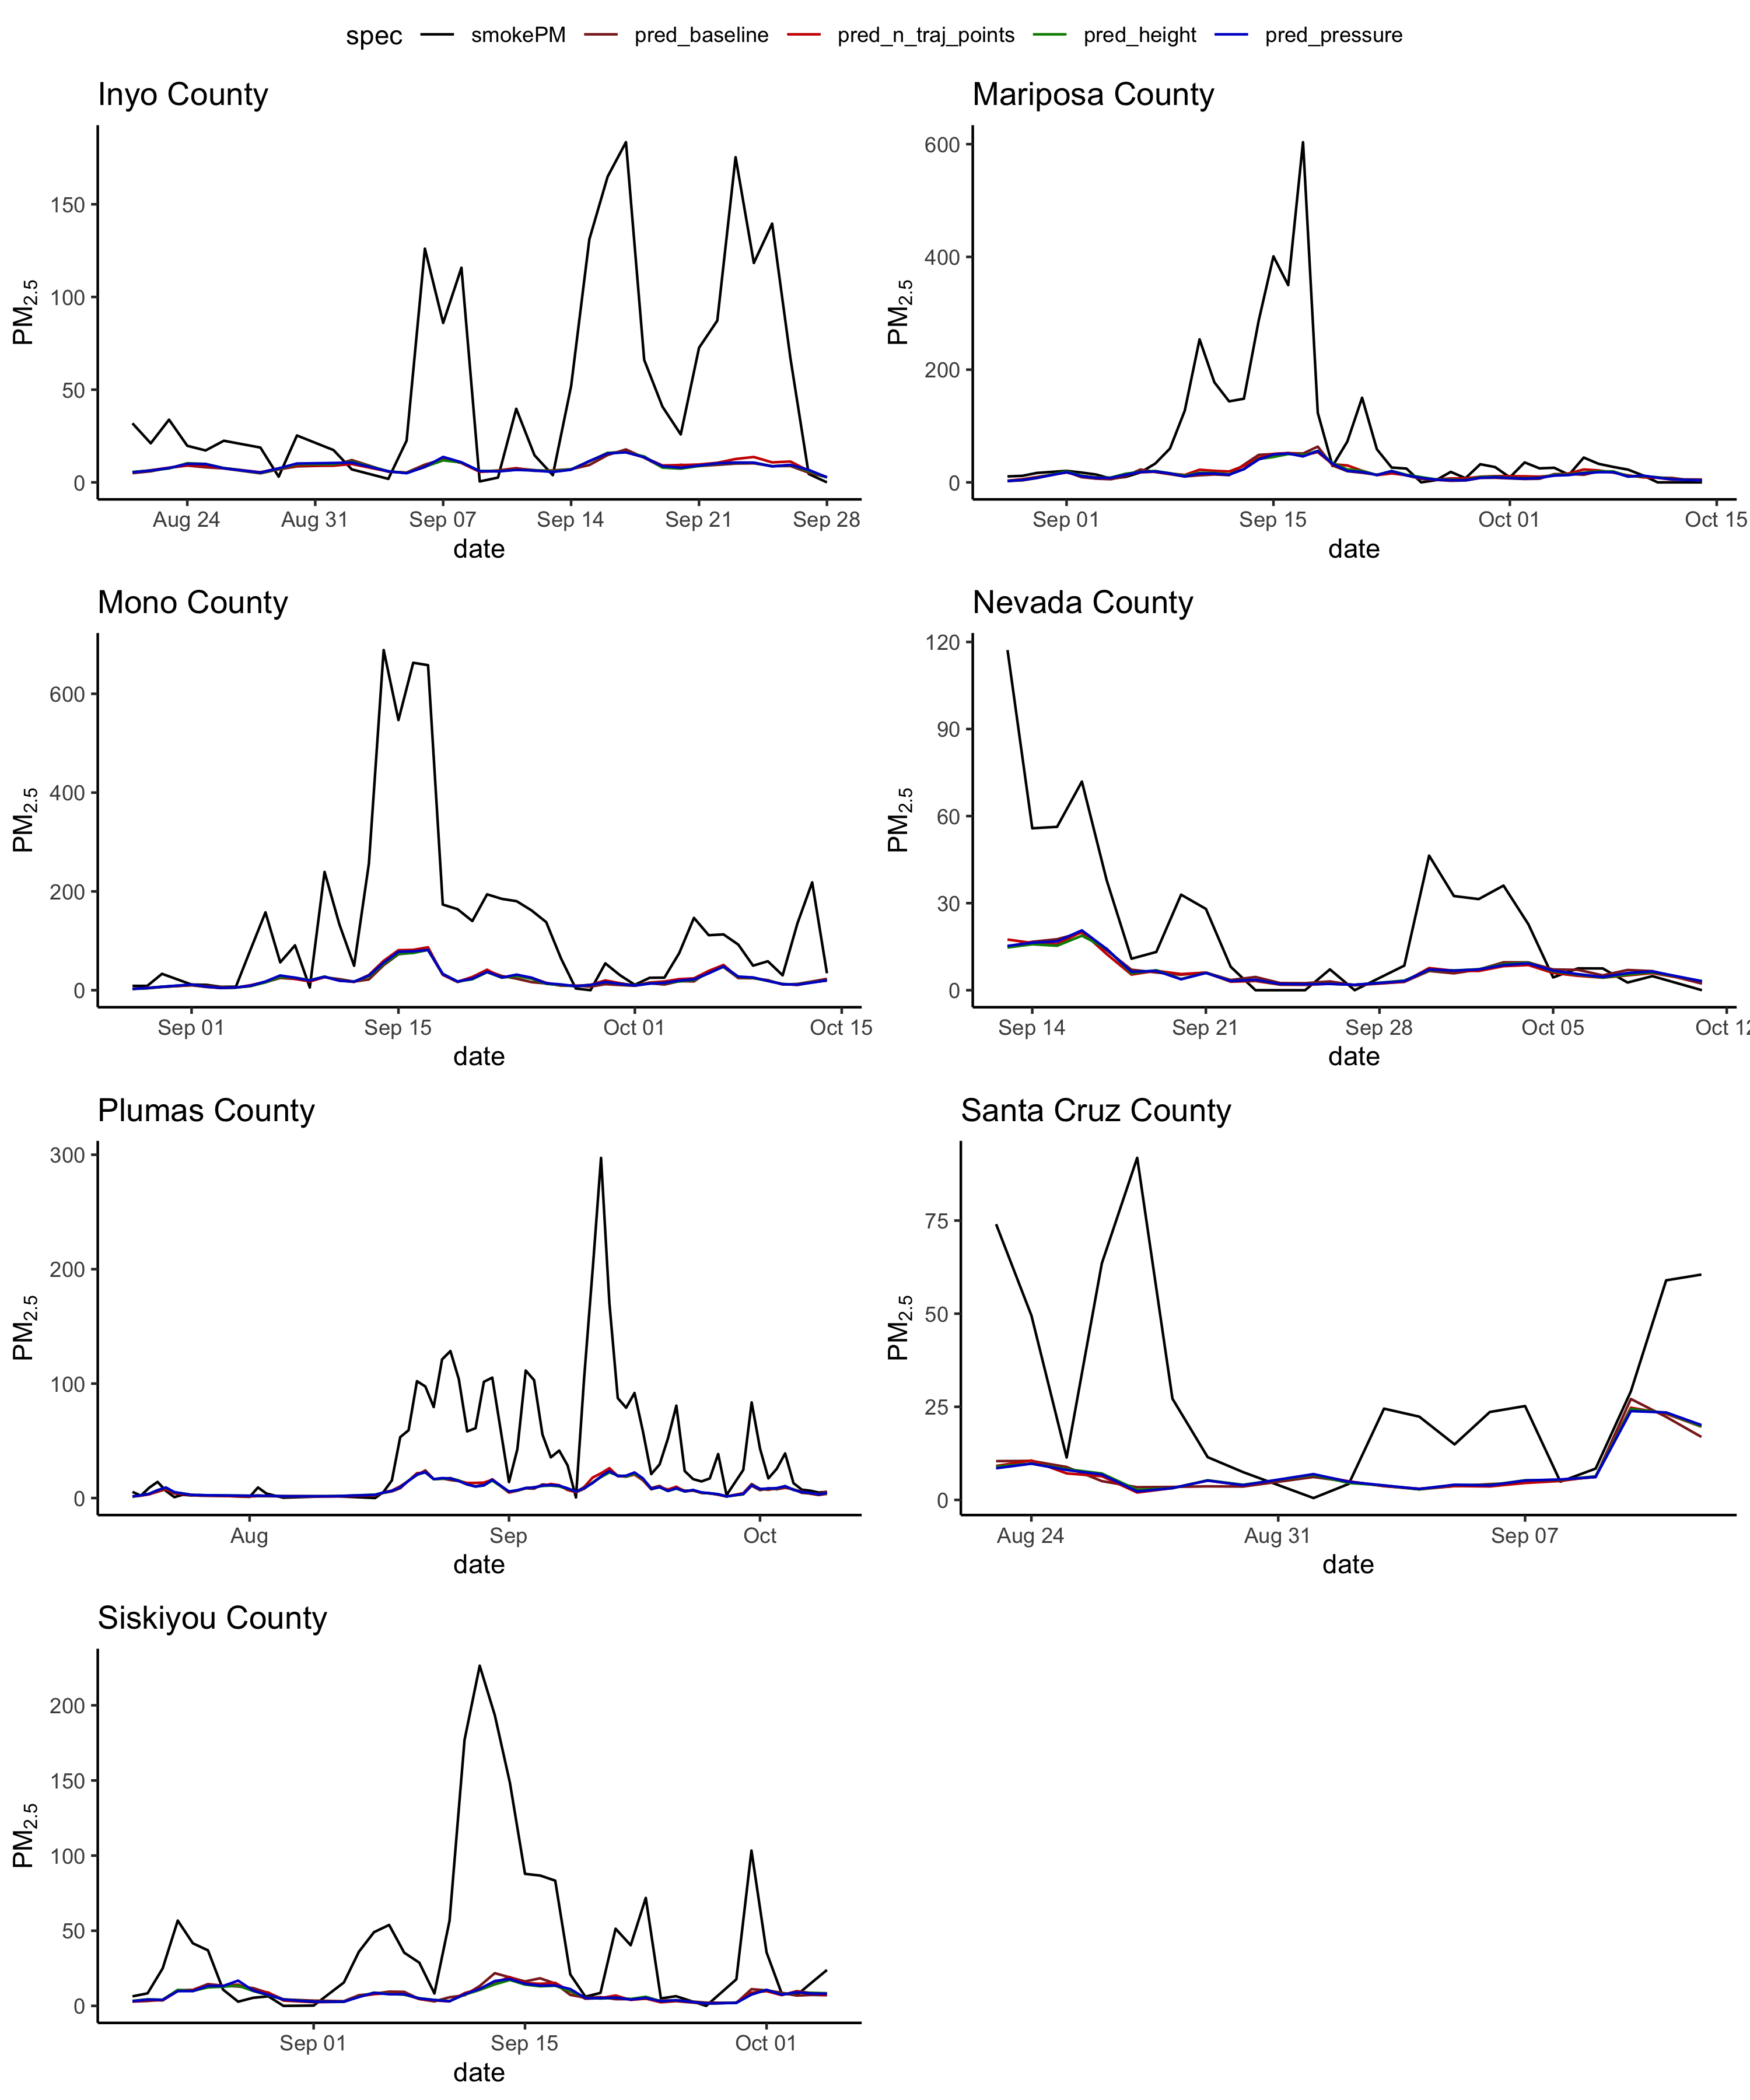 spec smokePM pred_baseline pred_n_traj_points pred_height pred_pressure
Inyo County
PM2.5
150
100
50
0
Aug 24 Aug 31 Sep 07 Sep 14 Sep 21 Sep 28
date
Mariposa County
PM2.5
600
400
200
0
Sep 01 Sep 15 Oct 01 Oct 15
date
Mono County
PM2.5
600
400
200
0
Sep 01 Sep 15 Oct 01 Oct 15
date
Nevada County
PM2.5
120
90
60
30
0
Sep 14 Sep 21 Sep 28 Oct 05 Oct 12
date
Plumas County
PM2.5
300
200
100
0
Aug Sep Oct
date
Santa Cruz County
PM2.5
75
50
25
0
Aug 24 Aug 31 Sep 07
date
Siskiyou County
PM2.5
200
150
100
50
0
Sep 01 Sep 15 Oct 01
date